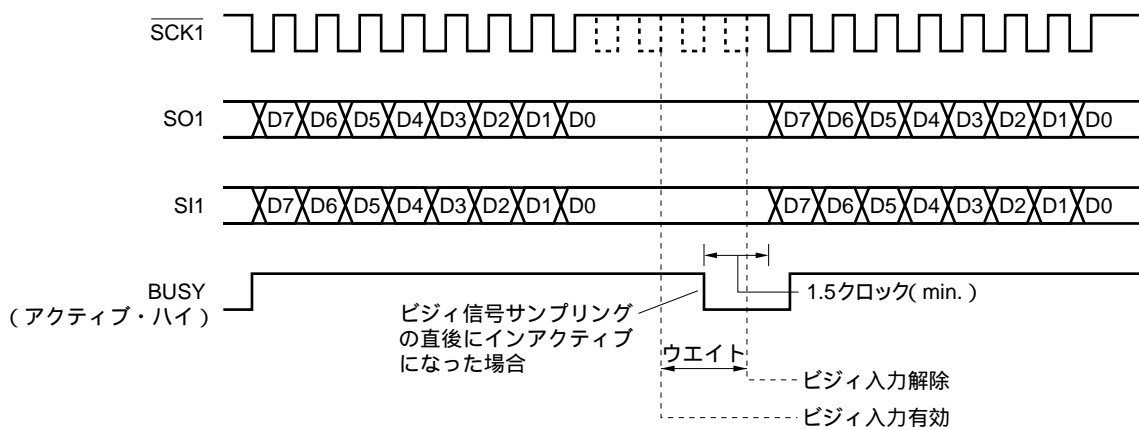 SCK1
SO1
D7 D6 D5 D4 D3 D2 D1 D0 D7 D6 D5 D4 D3 D2 D1 D0
SI1
D7 D6 D5 D4 D3 D2 D1 D0 D7 D6 D5 D4 D3 D2 D1 D0
BUSY
(アクティブ・ハイ)
1.5クロック(min.)
ビジィ信号サンプリング
の直後にインアクティブ
になった場合
ウエイト
ビジィ入力解除
ビジィ入力有効